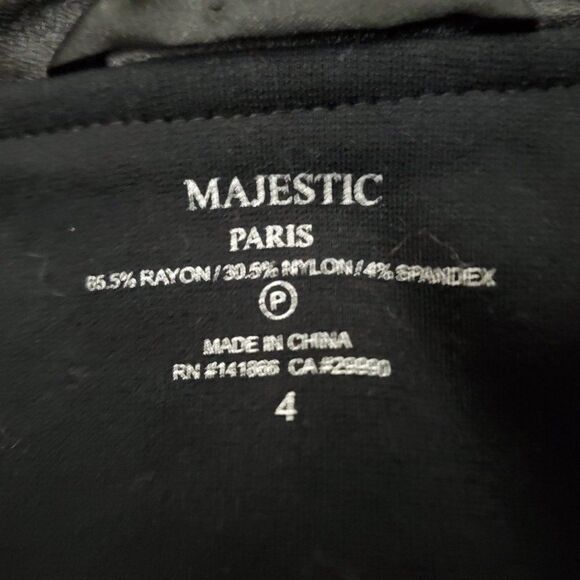 MAJESTIC
PARIS
65.5% RAYON / 30.5% NYLON / 4% SPANDEX
P
MADE IN CHINA
RN #141866 CA #29990
4